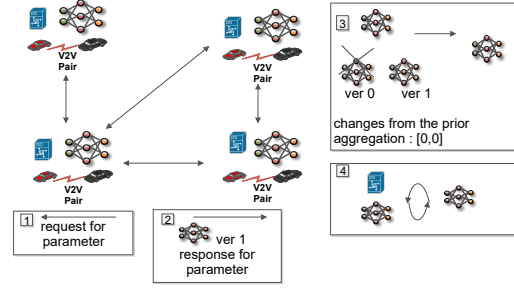 V2V
Pair
V2V
Pair
V2V
Pair
V2V
Pair
1
request for
parameter
2
ver 1
response for
parameter
3
ver 0 ver 1
changes from the prior
aggregation : [0,0]
4